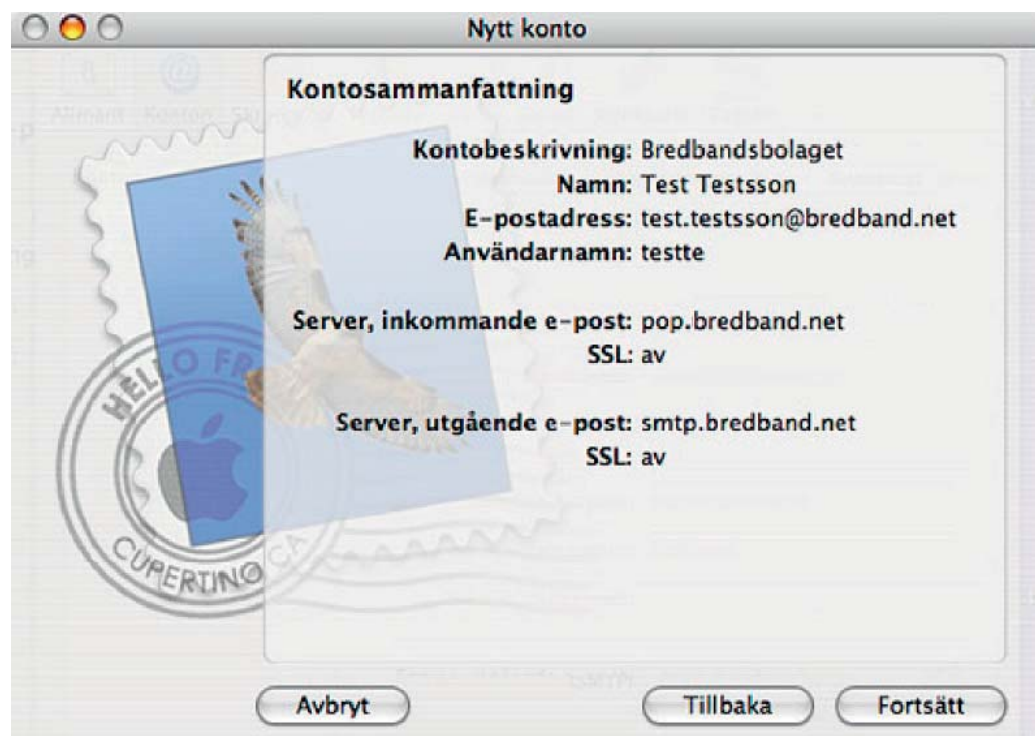 Nytt konto
Kontosammanfattning
Kontobeskrivning: Bredbandsbolaget
Namn: Test Testsson
E-postadress: test.testsson@bredband.net
Användarnamn: testte
Server, inkommande e-post: pop.bredband.net
SSL: av
Server, utgående e-post: smtp.bredband.net
SSL: av
HELLO FR
CUPERTINO CA
Avbryt
Tillbaka
Fortsätt